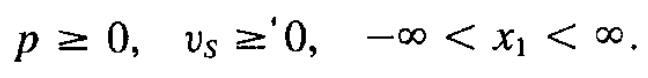 p ≥ 0, v_S ≥ 0, −∞ < x_1 < ∞.